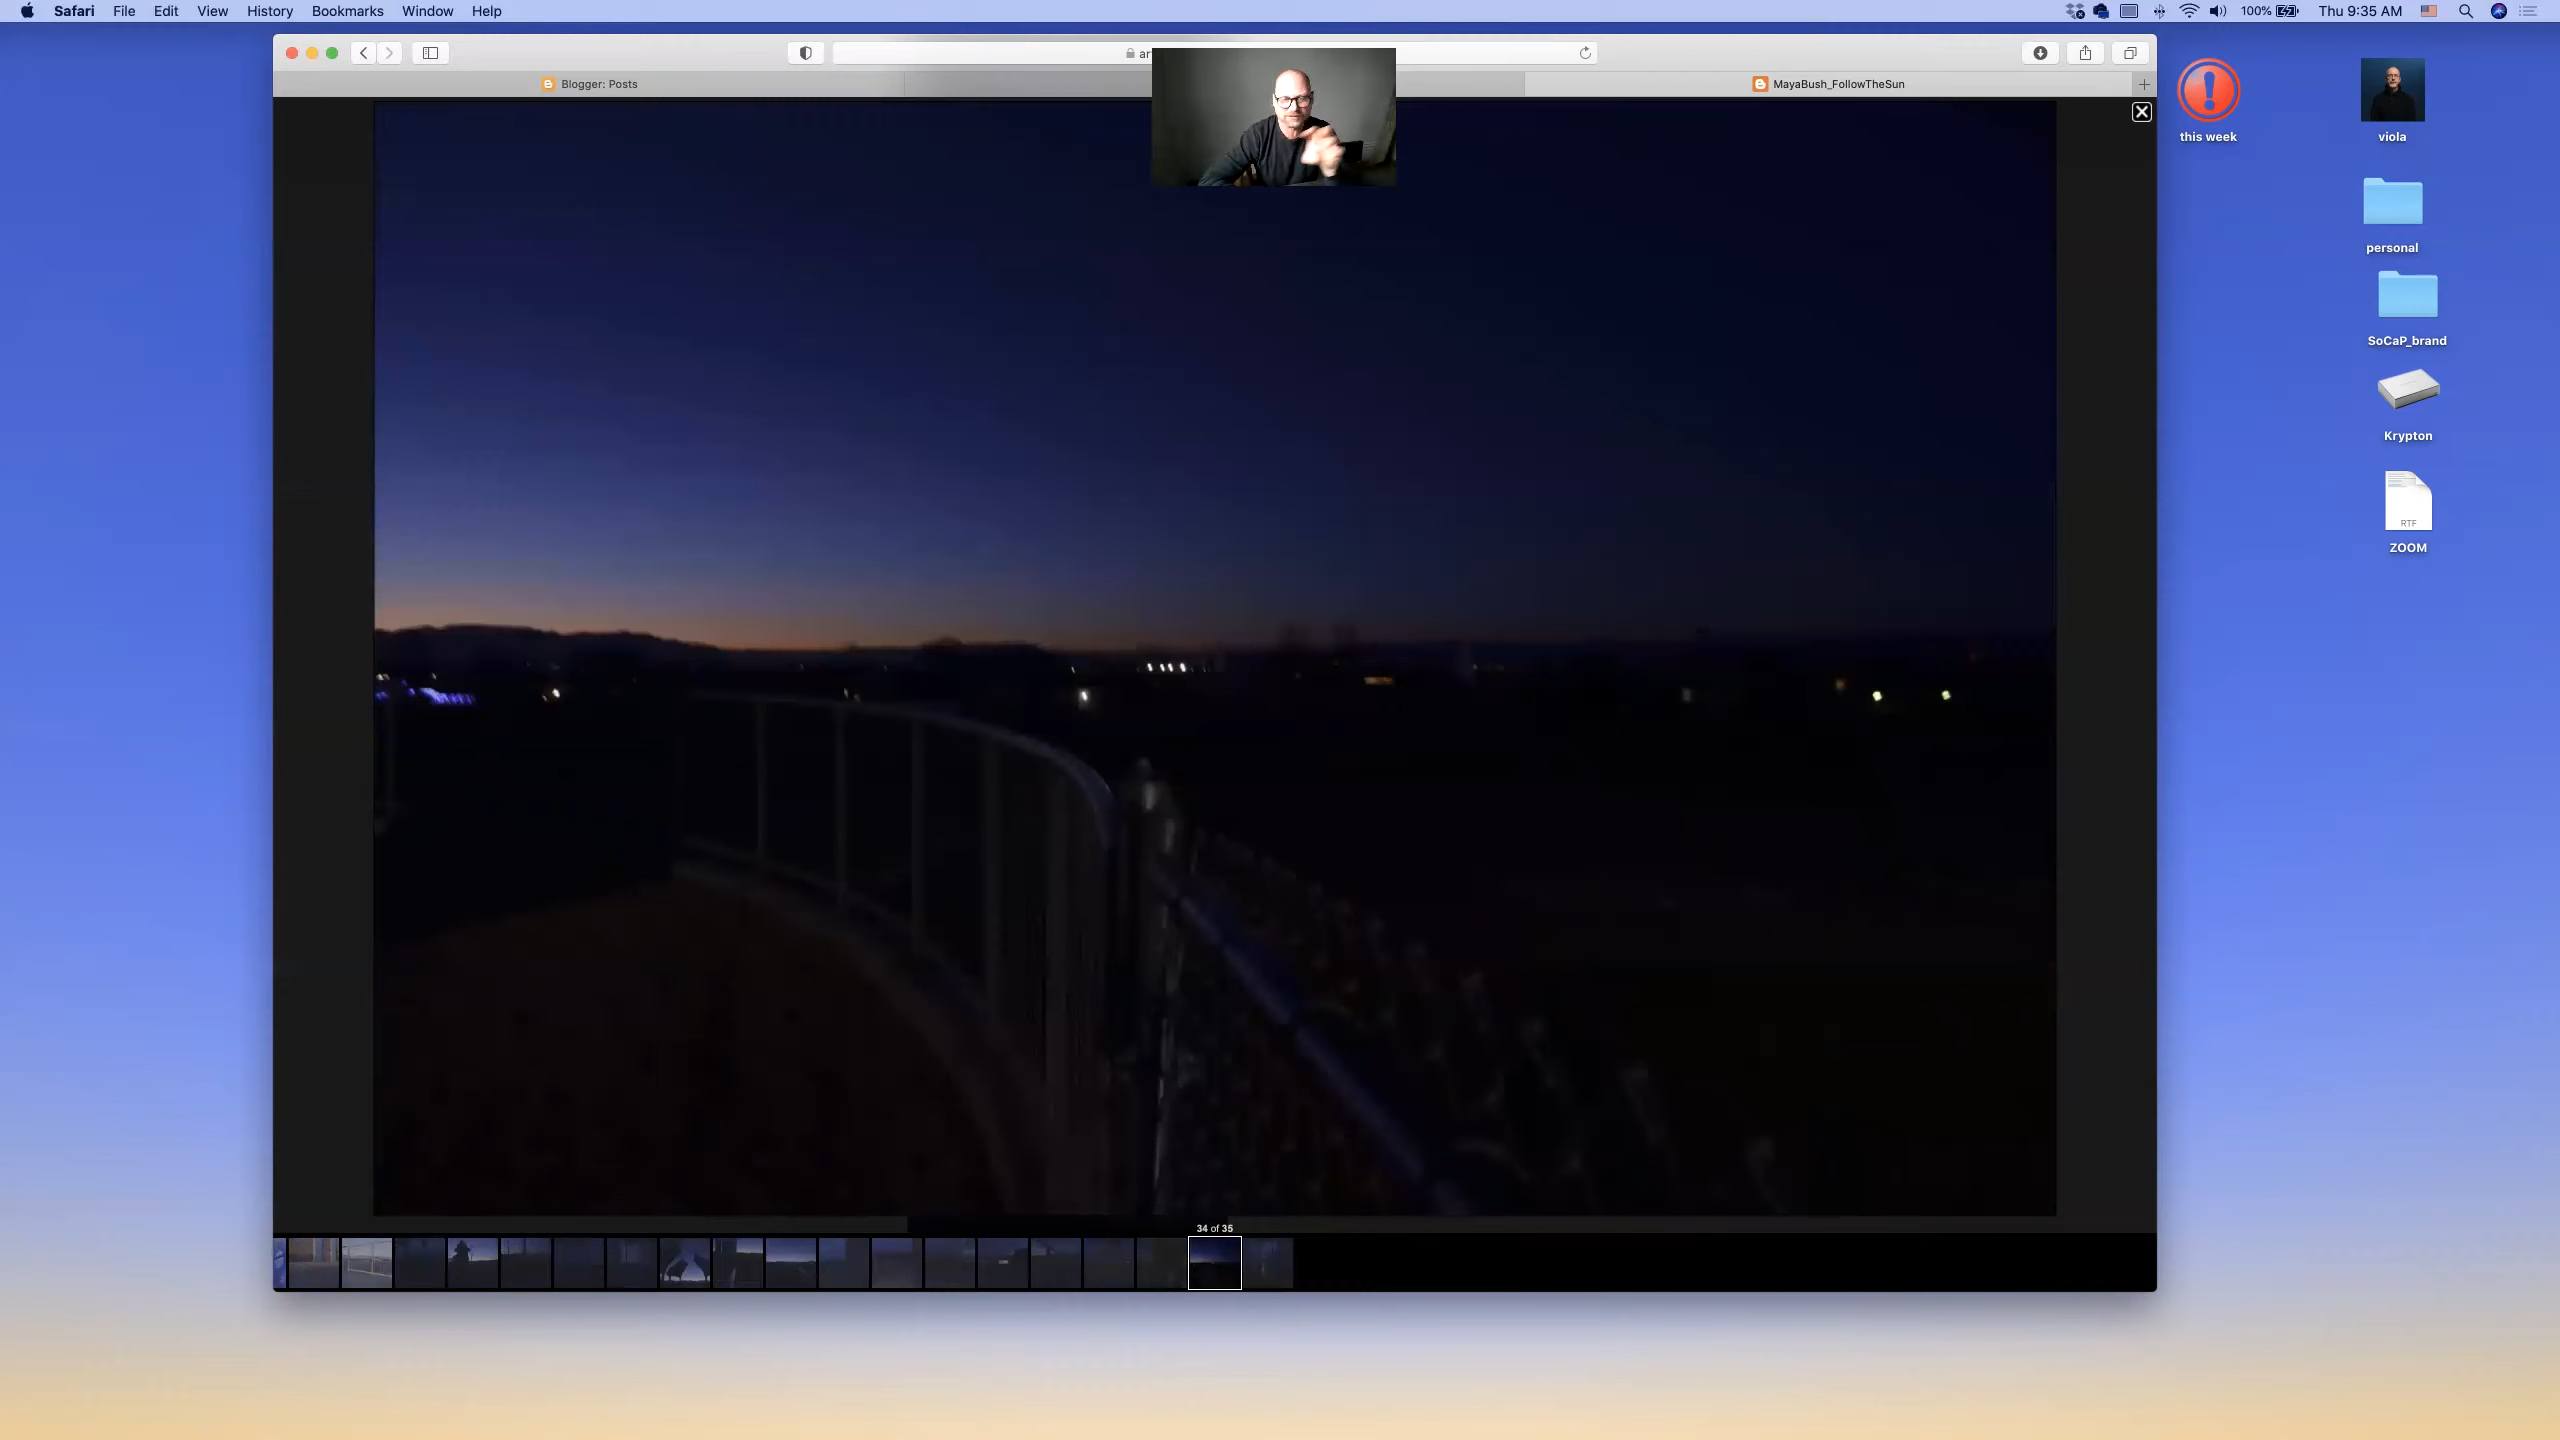 Safari File Edit View History Bookmarks Window Help
100% Thu 9:35 AM
ar
Blogger: Posts
MayaBush_FollowTheSun
this week
viola
personal
SoCaP_brand
Krypton
RTF
ZOOM
34 of 35